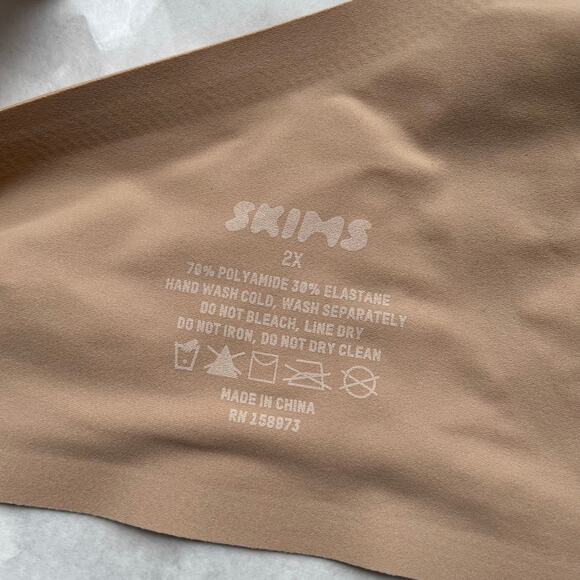 SKIMS
2X
70% POLYAMIDE 30% ELASTANE
HAND WASH COLD, WASH SEPARATELY
DO NOT BLEACH, LINE DRY
DO NOT IRON, DO NOT DRY CLEAN
MADE IN CHINA
RN 158973